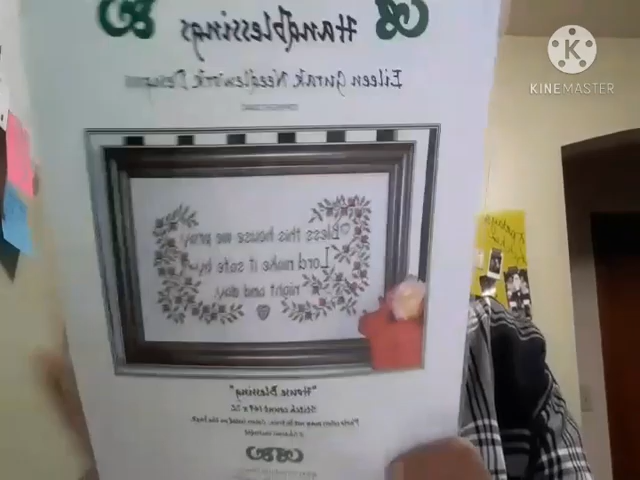 Handblessings
Eileen Gurak Needlework Designs
Bless this house we pray
Lord make it safe by
night and day
"House Blessing"
Stitch count 149 x
KINEMASTER